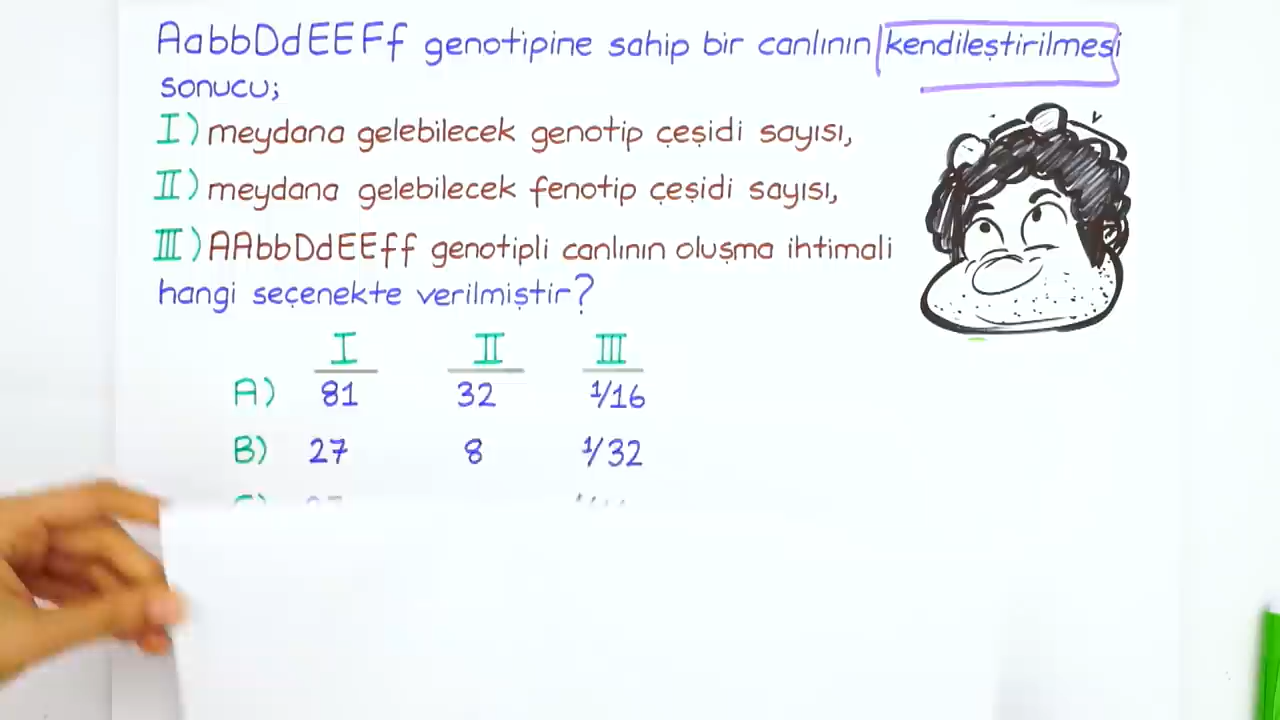 AabbDdEEFf genotipine sahip bir canlının kendileştirilmesi
sonucu;
I) meydana gelebilecek genotip çeşidi sayısı,
II) meydana gelebilecek fenotip çeşidi sayısı,
III) AAbbDdEEff genotipli canlının oluşma ihtimali
hangi seçenekte verilmiştir?
I II III
A) 81 32 1/16
B) 27 8 1/32